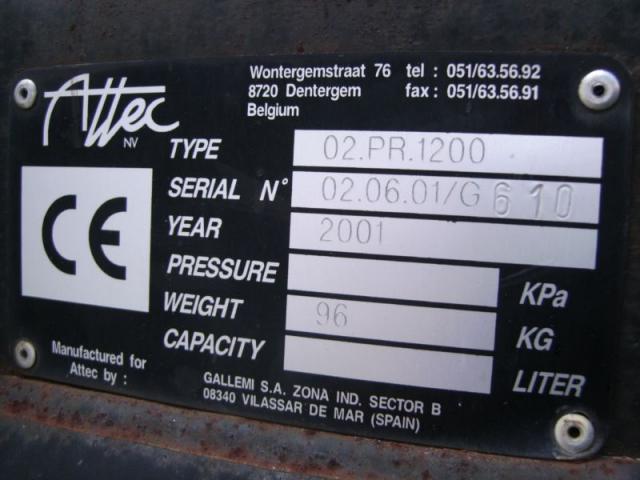 Attec
NV
Wontergemstraat 76 tel : 051/63.56.92
8720 Dentergem fax : 051/63.56.91
Belgium
CE
TYPE 02.PR.1200
SERIAL N° 02.06.01/G 610
YEAR 2001
PRESSURE KPa
WEIGHT 96 KG
CAPACITY LITER
Manufactured for
Attec by :
GALLEMI S.A. ZONA IND. SECTOR B
08340 VILASSAR DE MAR (SPAIN)